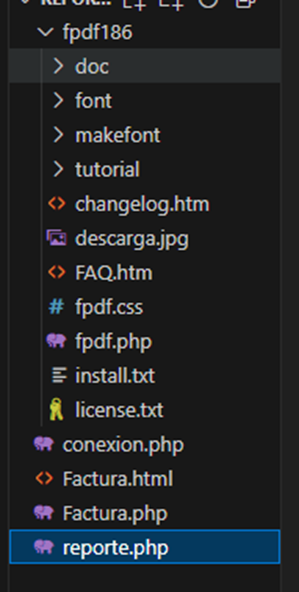 fpdf186
doc
font
makefont
tutorial
changelog.htm
descarga.jpg
FAQ.htm
fpdf.css
fpdf.php
install.txt
license.txt
conexion.php
Factura.html
Factura.php
reporte.php